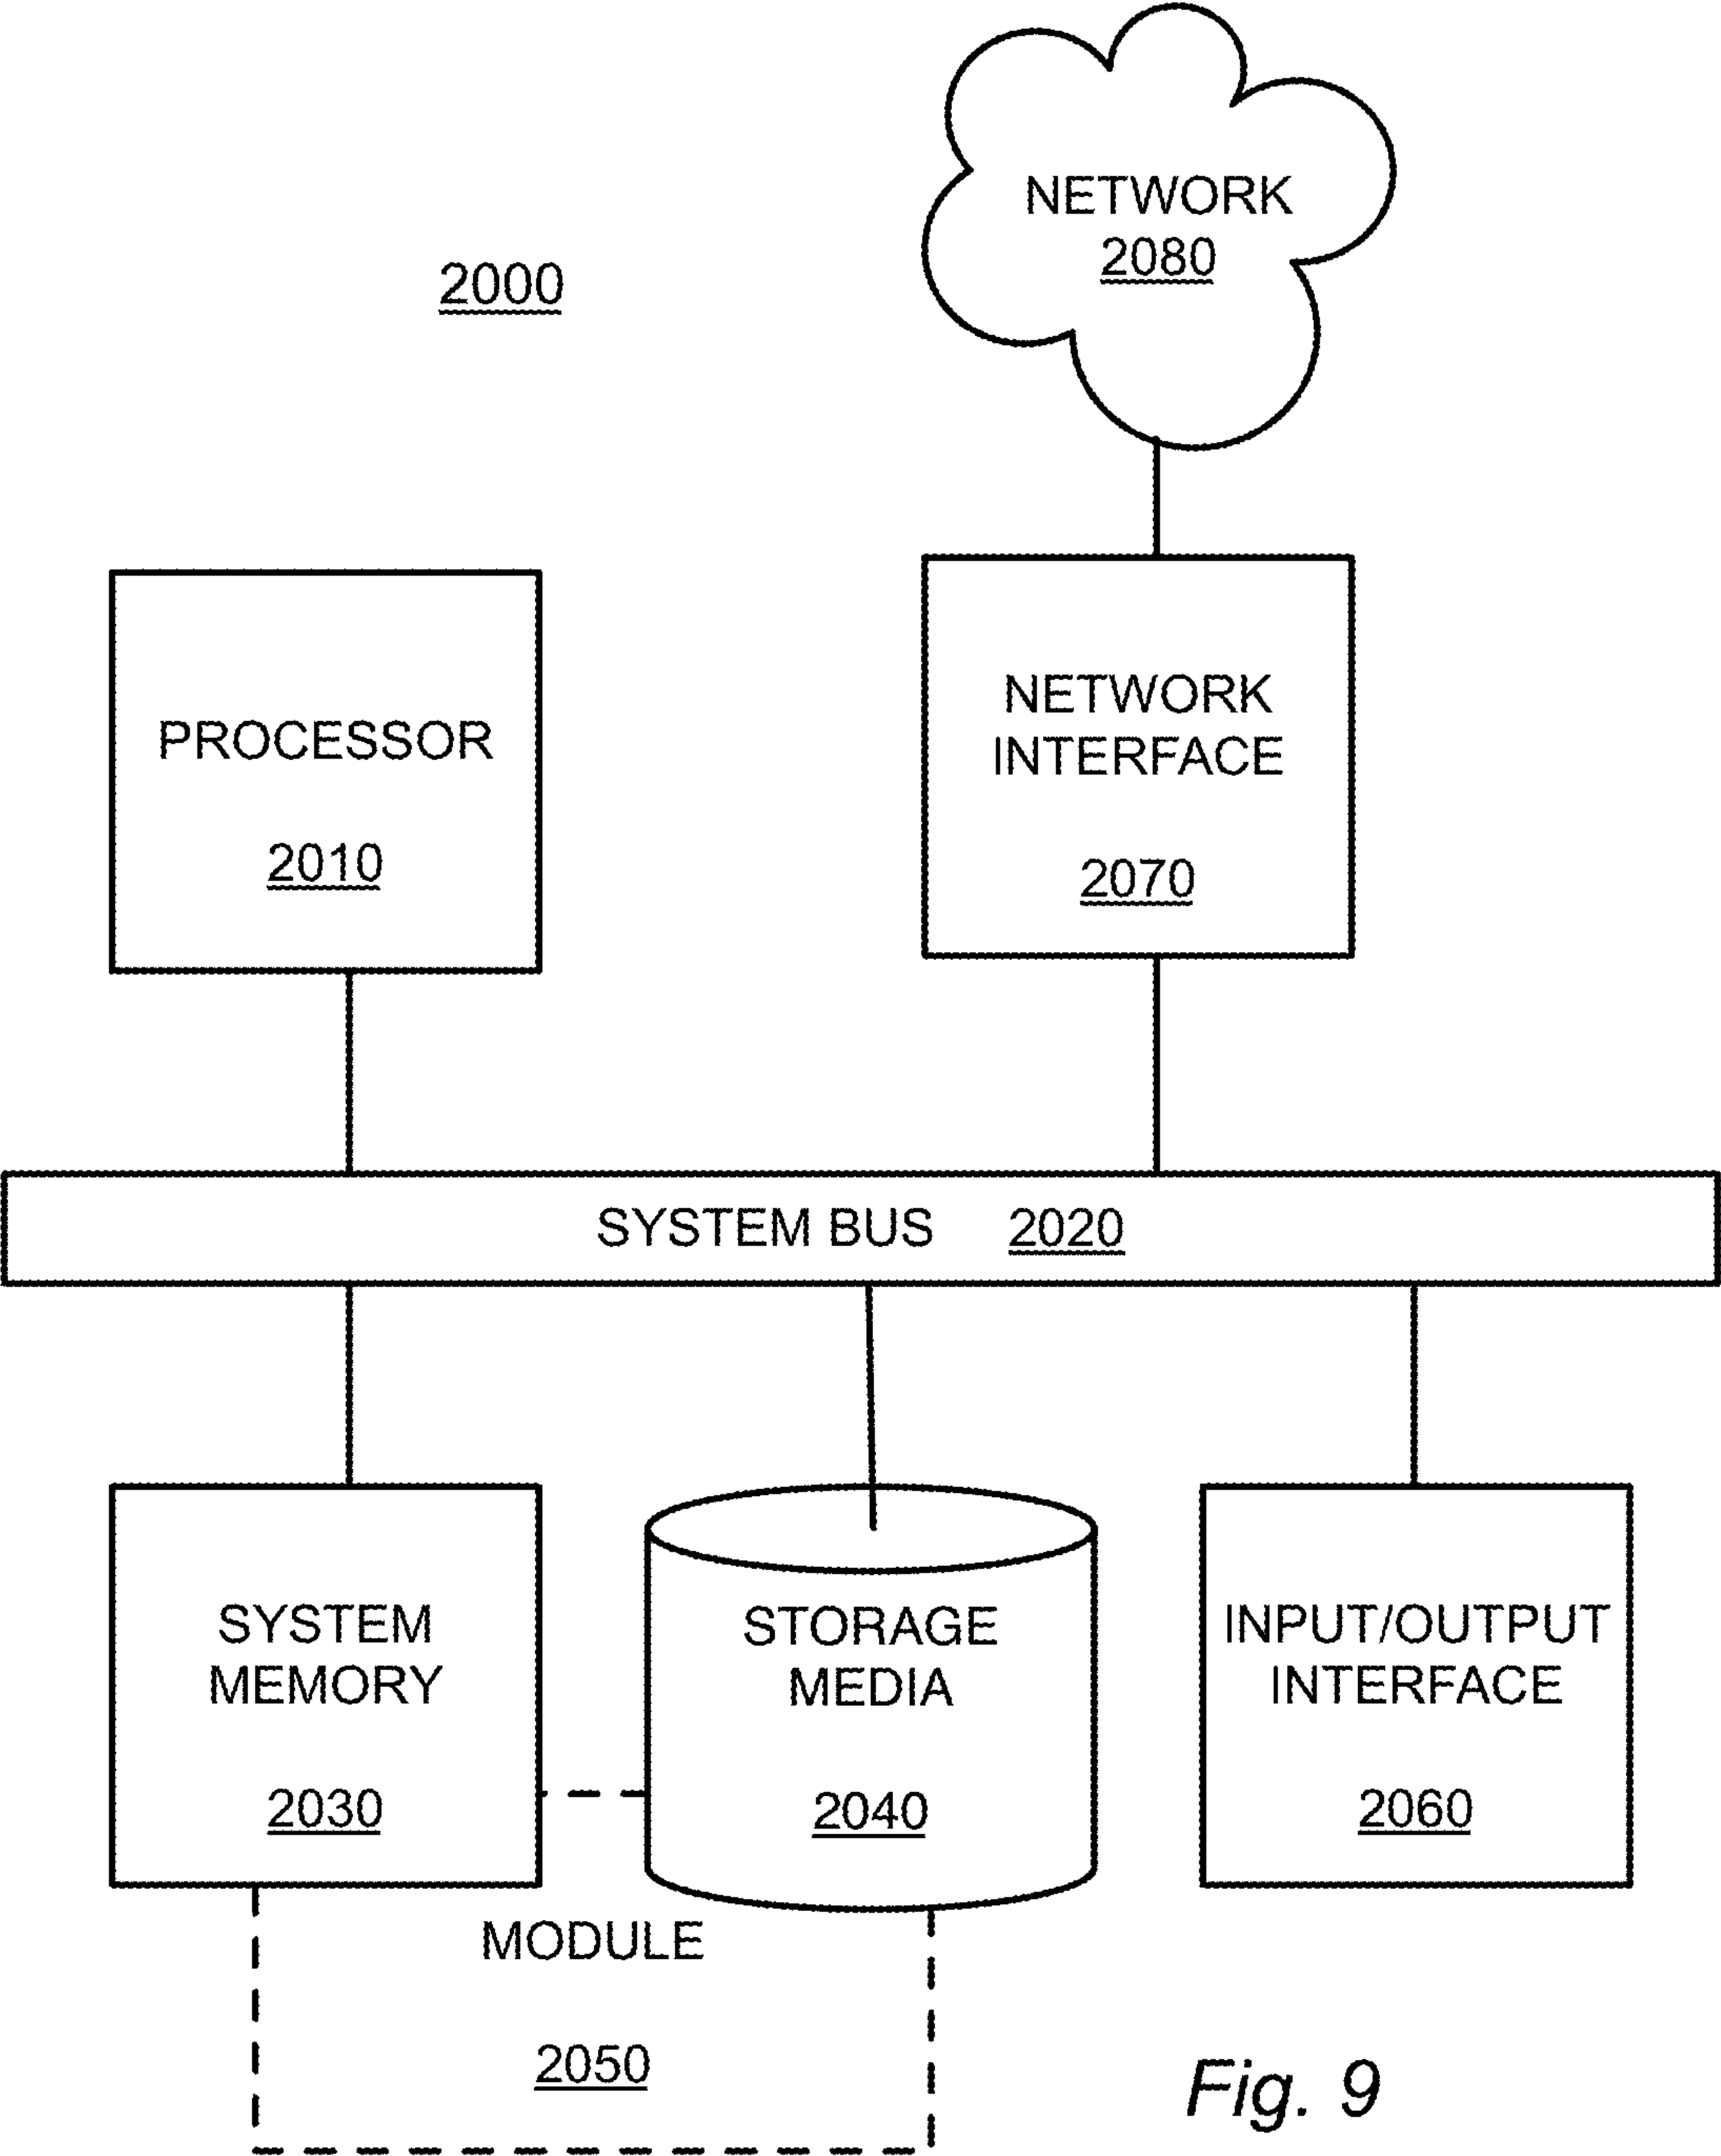 NETWORK
2080
2000
PROCESSOR
2010
NETWORK
INTERFACE
2070
SYSTEM BUS 2020
SYSTEM
MEMORY
2030
STORAGE
MEDIA
2040
INPUT/OUTPUT
INTERFACE
2060
MODULE
2050
Fig. 9